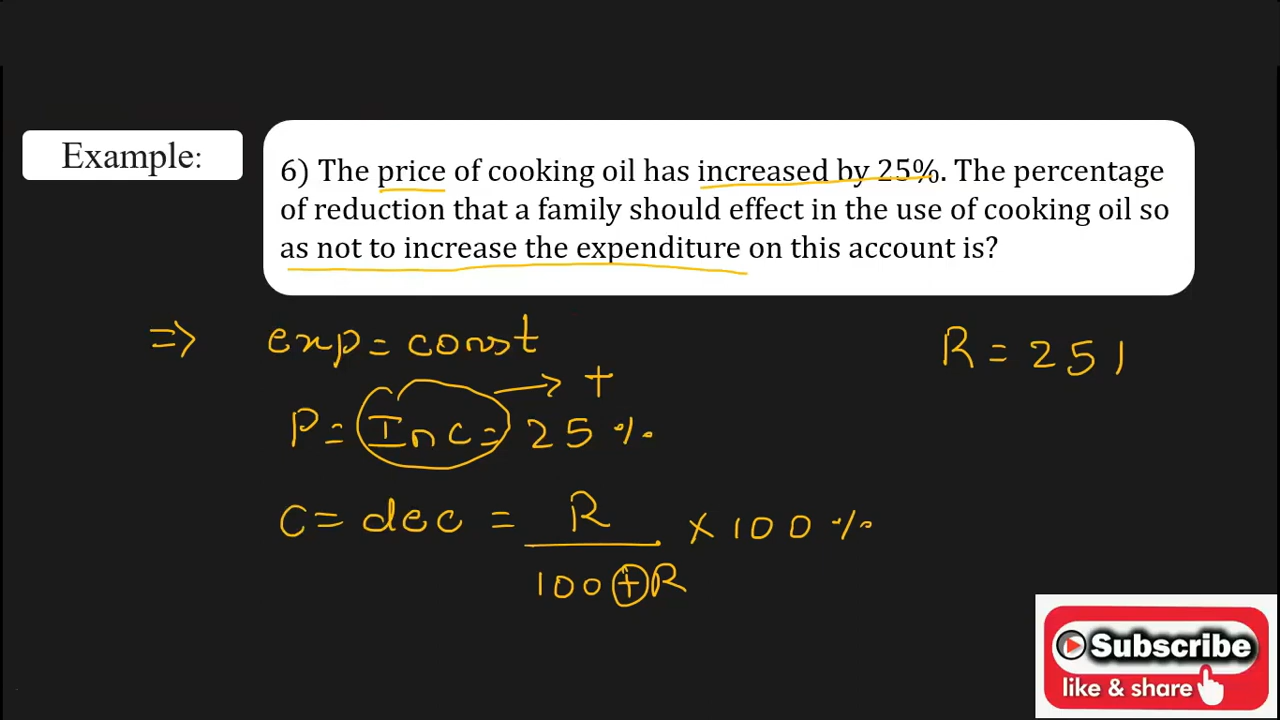 Example:
6) The price of cooking oil has increased by 25%. The percentage
of reduction that a family should effect in the use of cooking oil so
as not to increase the expenditure on this account is?
=> exp = const
R = 25 1
+
P = Inc = 25 %
C = dec = R / 100 + R × 100 %
Subscribe
like & share